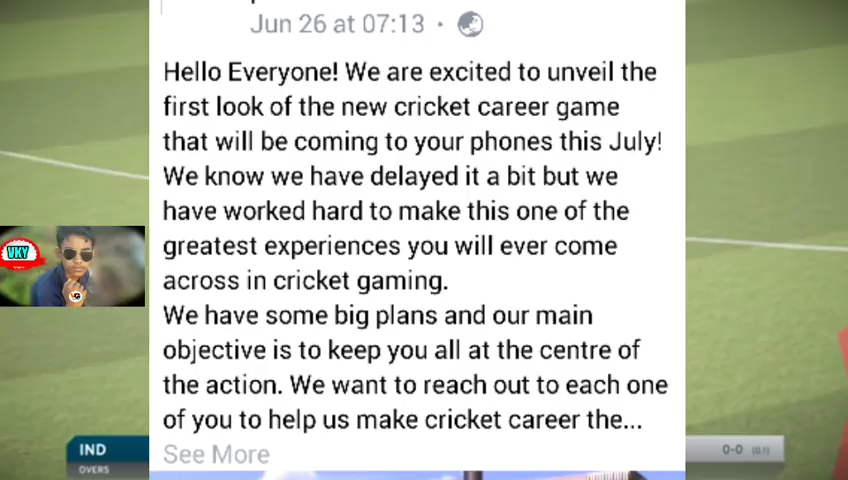 Jun 26 at 07:13 ·
Hello Everyone! We are excited to unveil the
first look of the new cricket career game
that will be coming to your phones this July!
We know we have delayed it a bit but we
have worked hard to make this one of the
greatest experiences you will ever come
across in cricket gaming.
We have some big plans and our main
objective is to keep you all at the centre of
the action. We want to reach out to each one
of you to help us make cricket career the...
See More
VKY
IND
OVERS
0-0 (0.1)